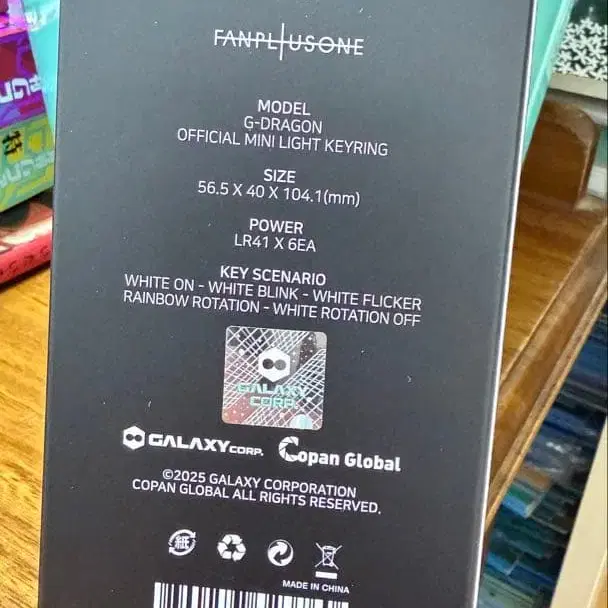 FANPLUSONE
MODEL
G-DRAGON
OFFICIAL MINI LIGHT KEYRING
SIZE
56.5 X 40 X 104.1(mm)
POWER
LR41 X 6EA
KEY SCENARIO
WHITE ON - WHITE BLINK - WHITE FLICKER
RAINBOW ROTATION - WHITE ROTATION OFF
GALAXY
CORP.
GALAXYCORP. Copan Global
©2025 GALAXY CORPORATION
COPAN GLOBAL ALL RIGHTS RESERVED.
紙
MADE IN CHINA